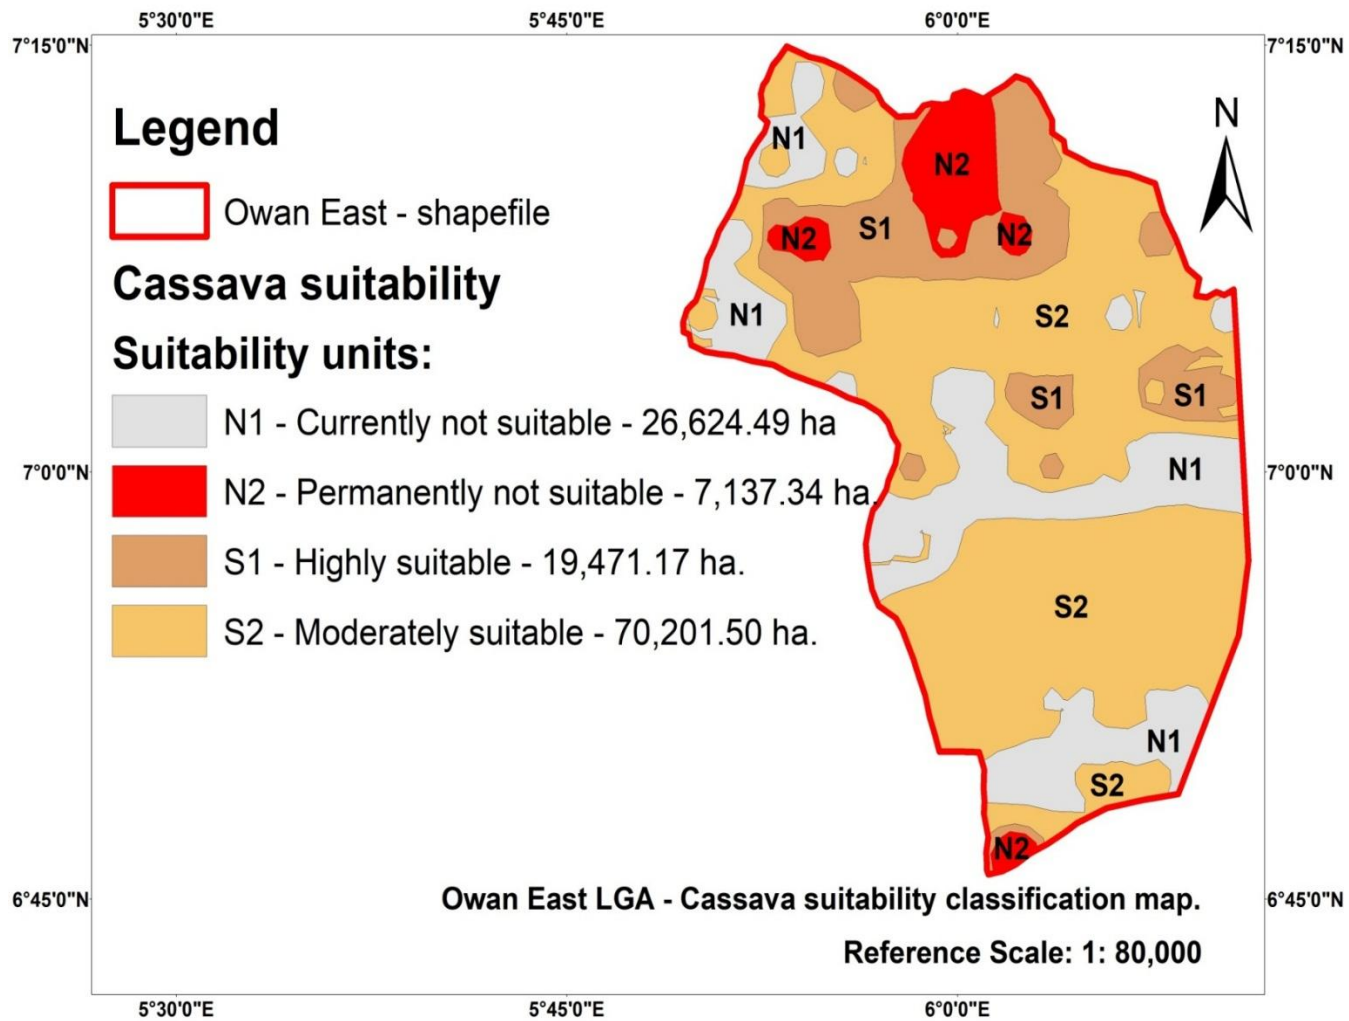 5°30'0"E 5°45'0"E 6°0'0"E
7°15'0"N 7°15'0"N
Legend
Owan East - shapefile
Cassava suitability
Suitability units:
N1 - Currently not suitable - 26,624.49 ha
N2 - Permanently not suitable - 7,137.34 ha.
S1 - Highly suitable - 19,471.17 ha.
S2 - Moderately suitable - 70,201.50 ha.
N
N1
N2
S1
N2
N2
N1
S2
S1
S1
N1
7°0'0"N 7°0'0"N
S2
N1
S2
N2
6°45'0"N 6°45'0"N
Owan East LGA - Cassava suitability classification map.
Reference Scale: 1: 80,000
5°30'0"E 5°45'0"E 6°0'0"E